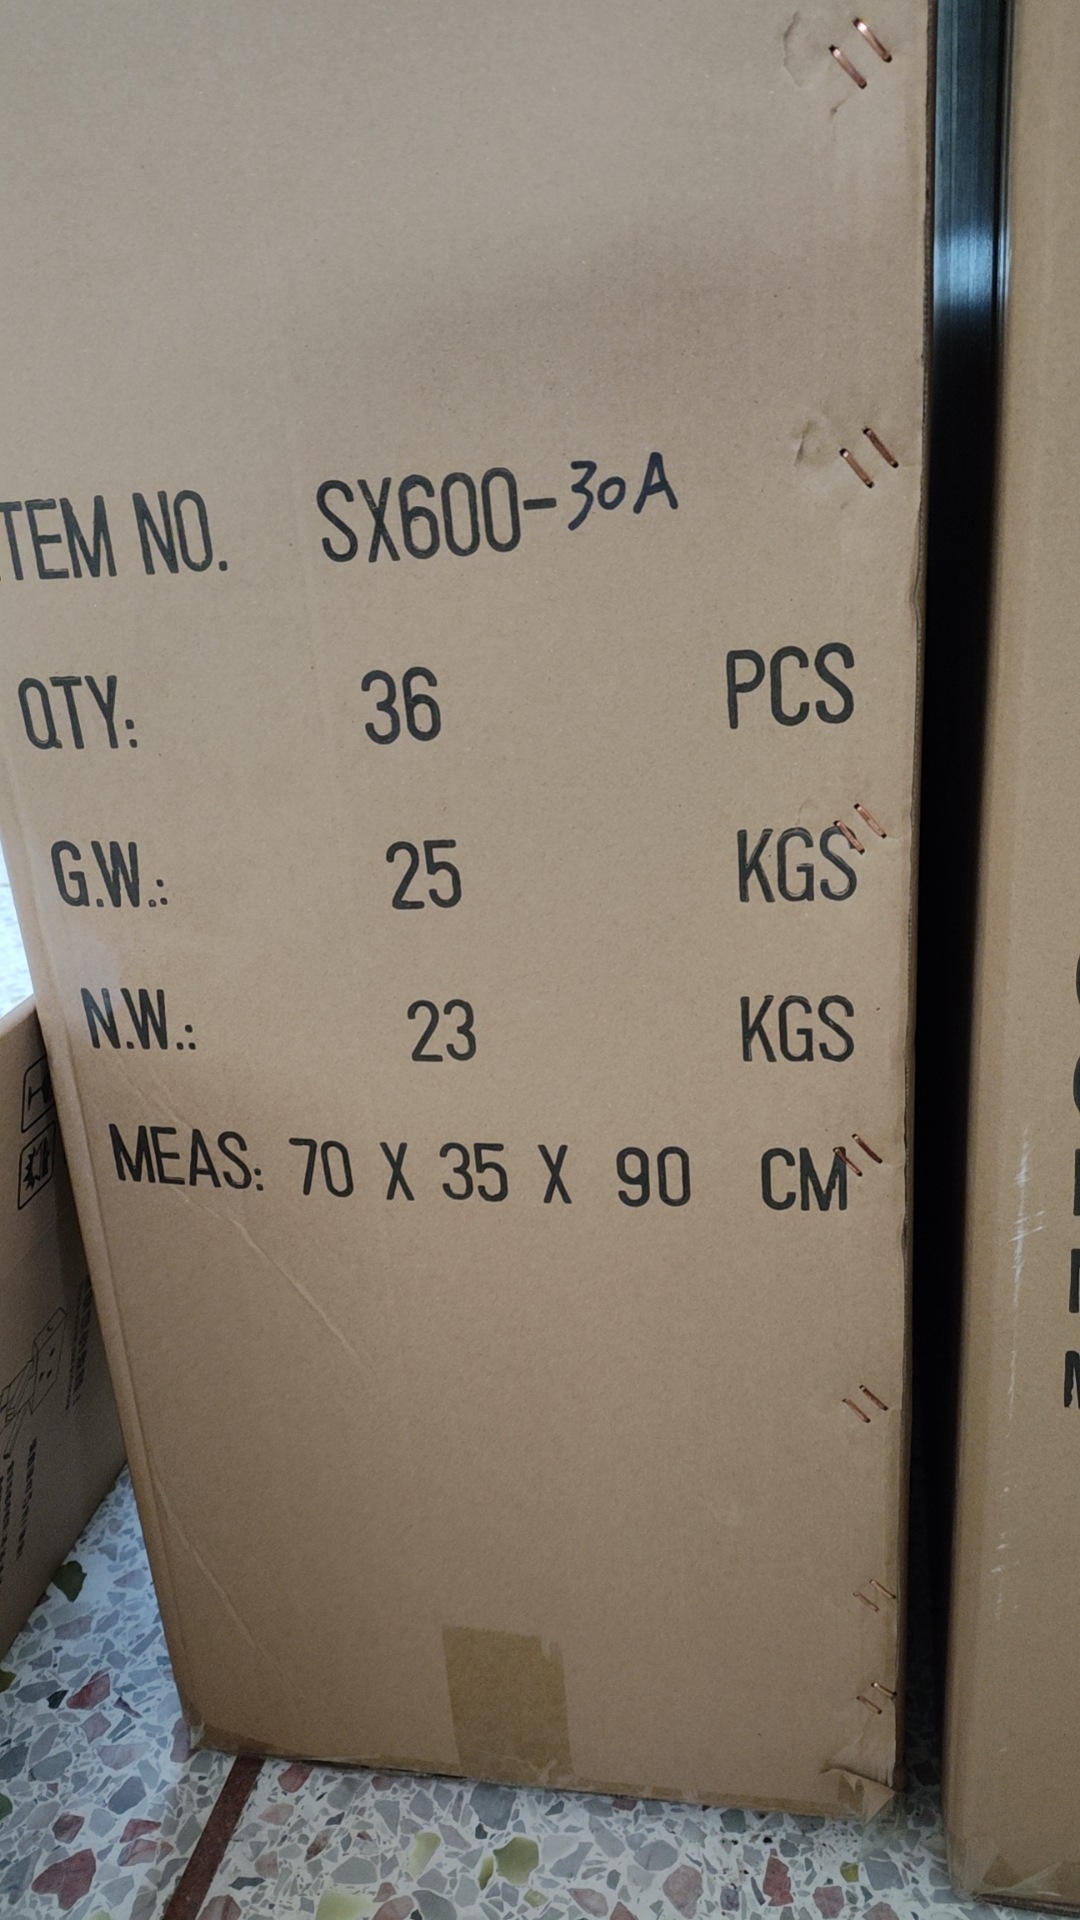 TEM NO. SX600-30A
QTY: 36 PCS
G.W.: 25 KGS
N.W.: 23 KGS
MEAS: 70 X 35 X 90 CM